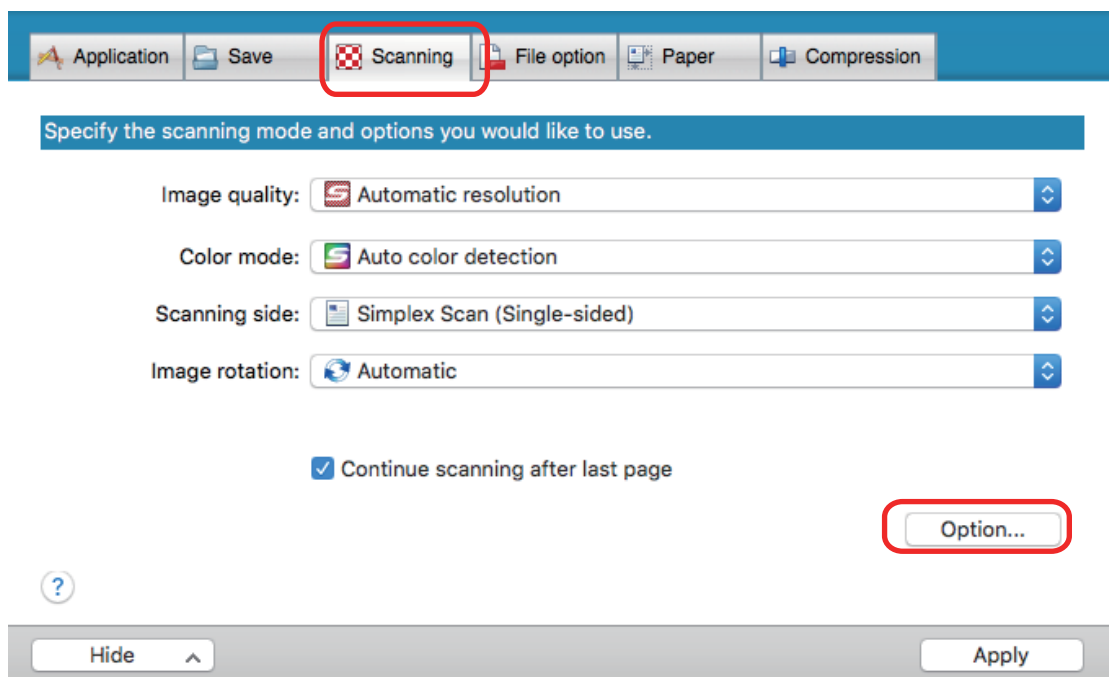 Application Save Scanning File option Paper Compression
Specify the scanning mode and options you would like to use.
Image quality: Automatic resolution
Color mode: Auto color detection
Scanning side: Simplex Scan (Single-sided)
Image rotation: Automatic
Continue scanning after last page
Option...
?
Hide Apply